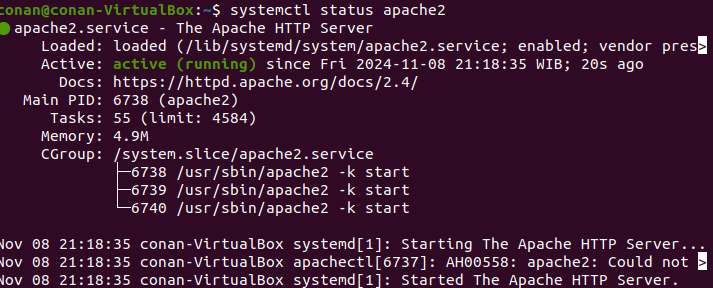 conan@conan-VirtualBox:~$ systemctl status apache2
● apache2.service - The Apache HTTP Server
Loaded: loaded (/lib/systemd/system/apache2.service; enabled; vendor pres>
Active: active (running) since Fri 2024-11-08 21:18:35 WIB; 20s ago
Docs: https://httpd.apache.org/docs/2.4/
Main PID: 6738 (apache2)
Tasks: 55 (limit: 4584)
Memory: 4.9M
CGroup: /system.slice/apache2.service
├─6738 /usr/sbin/apache2 -k start
├─6739 /usr/sbin/apache2 -k start
└─6740 /usr/sbin/apache2 -k start
Nov 08 21:18:35 conan-VirtualBox systemd[1]: Starting The Apache HTTP Server...
Nov 08 21:18:35 conan-VirtualBox apachectl[6737]: AH00558: apache2: Could not >
Nov 08 21:18:35 conan-VirtualBox systemd[1]: Started The Apache HTTP Server.